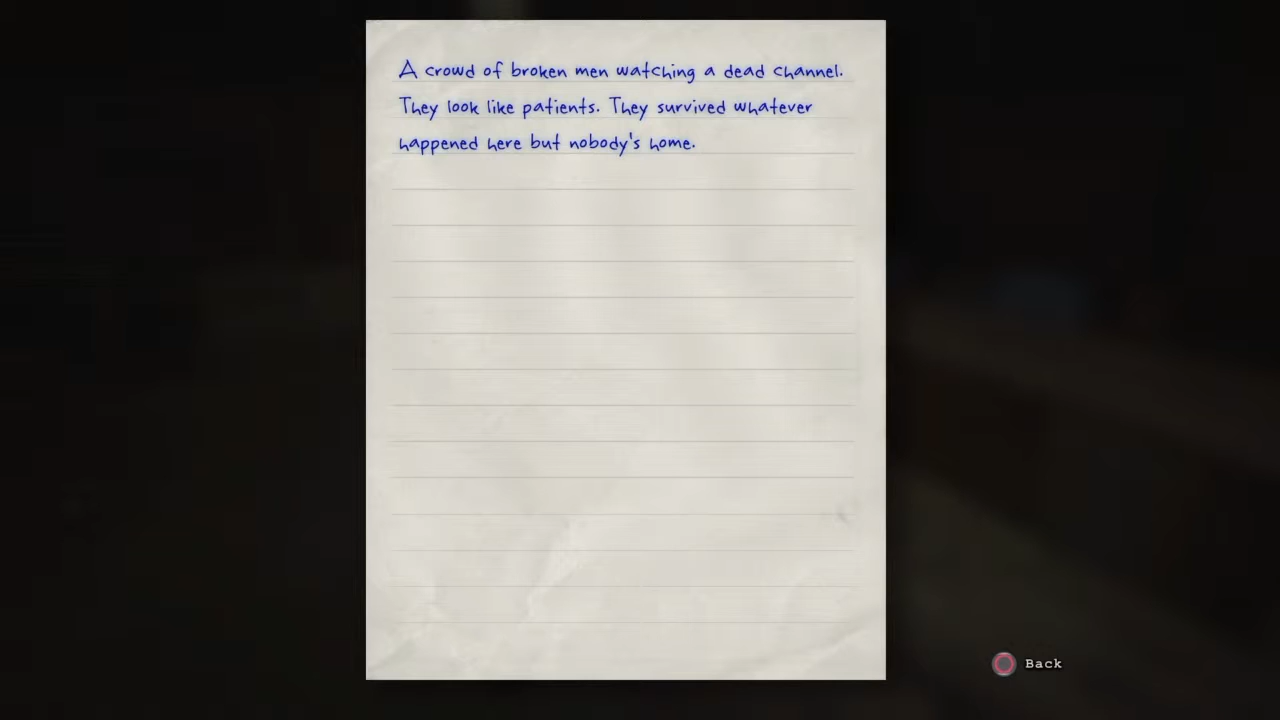 A crowd of broken men watching a dead channel.
They look like patients. They survived whatever
happened here but nobody's home.
Back